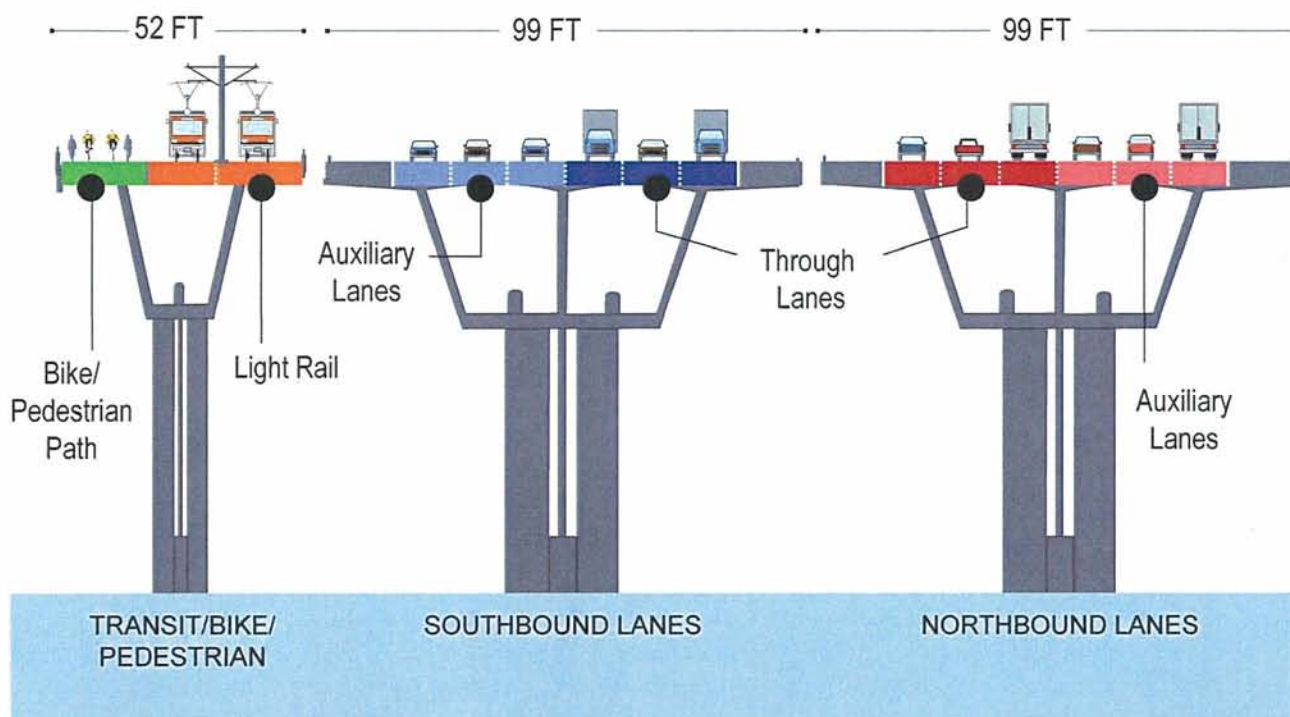 52 FT
99 FT
99 FT
Auxiliary
Lanes
Through
Lanes
Bike/
Pedestrian
Path
Light Rail
Auxiliary
Lanes
TRANSIT/BIKE/
PEDESTRIAN
SOUTHBOUND LANES
NORTHBOUND LANES